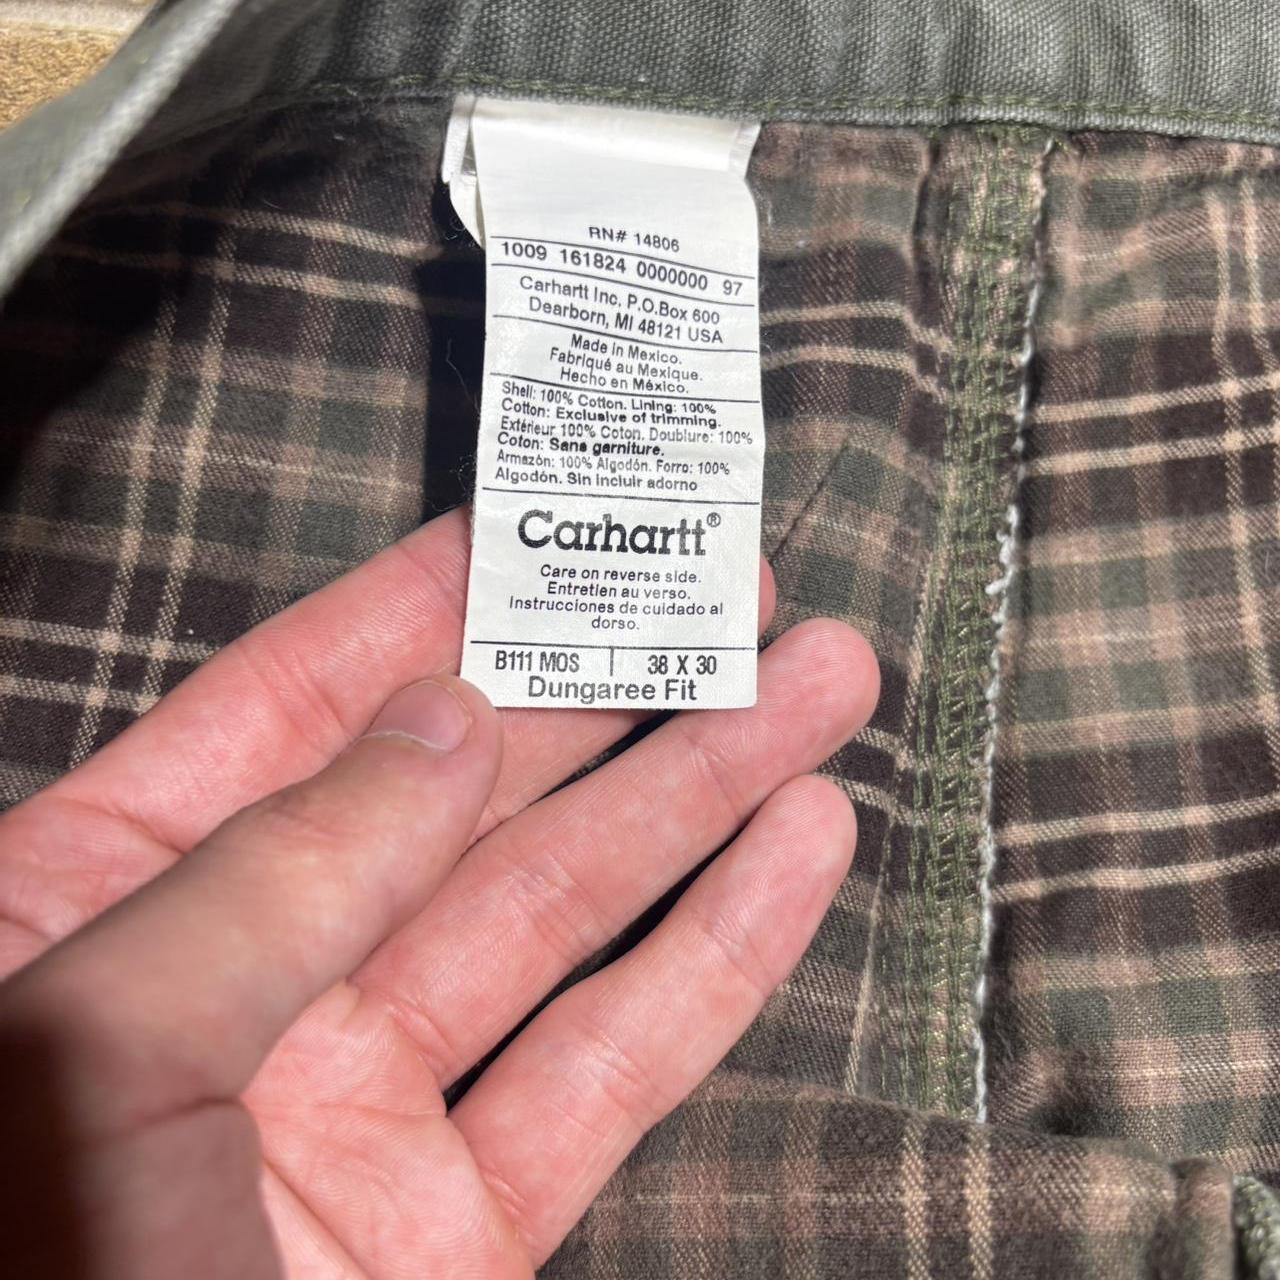 RN# 14806
1009 161824 0000000 97
Carhartt Inc. P.O.Box 600
Dearborn, MI 48121 USA
Made in Mexico.
Fabriqué au Mexique.
Hecho en México.
Shell: 100% Cotton. Lining: 100%
Cotton: Exclusive of trimming.
Extérieur 100% Coton. Doublure: 100%
Coton: Sans garniture.
Armazón: 100% Algodón. Forro: 100%
Algodón. Sin incluir adorno
Carhartt®
Care on reverse side.
Entretien au verso.
Instrucciones de cuidado al
dorso.
B111 MOS | 38 X 30
Dungaree Fit